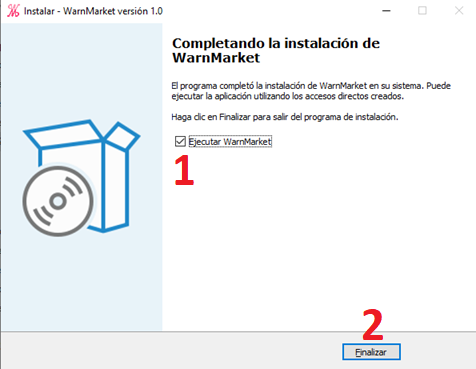 Instalar - WarnMarket versión 1.0
Completando la instalación de
WarnMarket
El programa completó la instalación de WarnMarket en su sistema. Puede
ejecutar la aplicación utilizando los accesos directos creados.
Haga clic en Finalizar para salir del programa de instalación.
Ejecutar WarnMarket
1
2
Finalizar